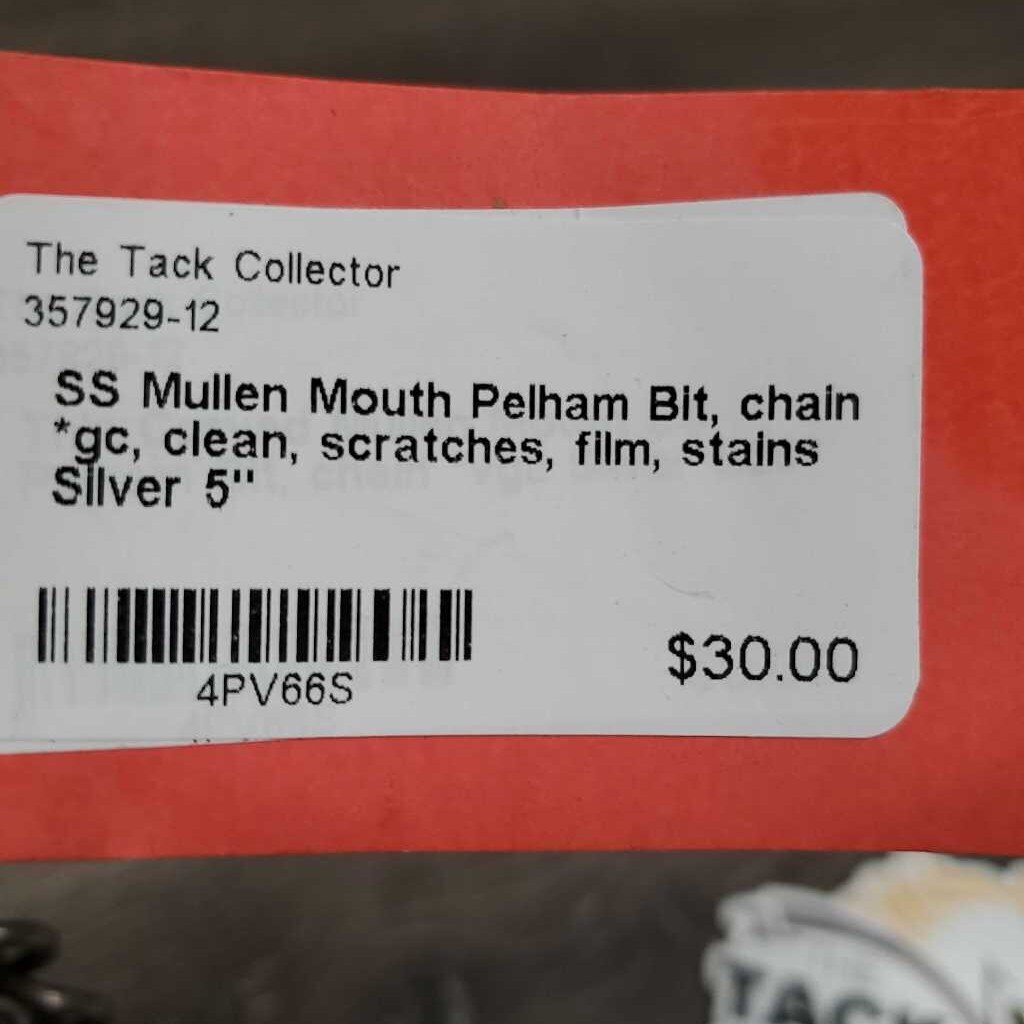 The Tack Collector
357929-12
SS Mullen Mouth Pelham Bit, chain
*gc, clean, scratches, film, stains
Silver 5"
4PV66S
$30.00